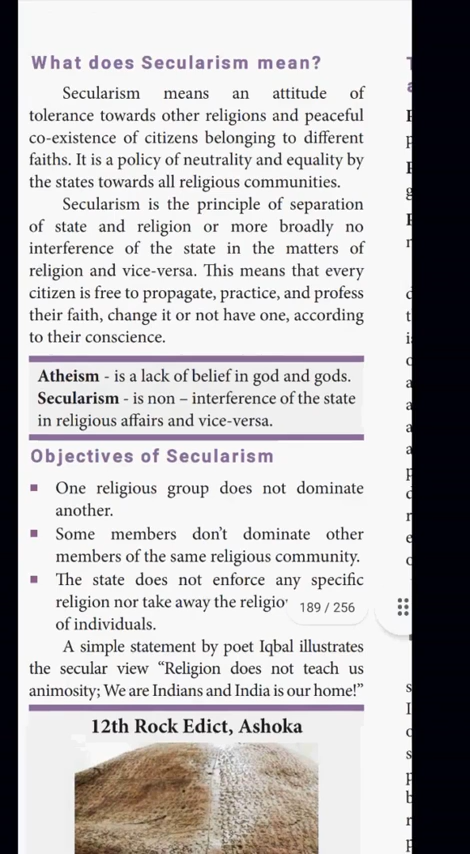 What does Secularism mean?
Secularism means an attitude of
tolerance towards other religions and peaceful
co-existence of citizens belonging to different
faiths. It is a policy of neutrality and equality by
the states towards all religious communities.
Secularism is the principle of separation
of state and religion or more broadly no
interference of the state in the matters of
religion and vice-versa. This means that every
citizen is free to propagate, practice, and profess
their faith, change it or not have one, according
to their conscience.
Atheism - is a lack of belief in god and gods.
Secularism - is non – interference of the state
in religious affairs and vice-versa.
Objectives of Secularism
■ One religious group does not dominate
another.
■ Some members don't dominate other
members of the same religious community.
■ The state does not enforce any specific
religion nor take away the
189 / 256
of individuals.
A simple statement by poet Iqbal illustrates
the secular view “Religion does not teach us
animosity; We are Indians and India is our home!”
12th Rock Edict, Ashoka